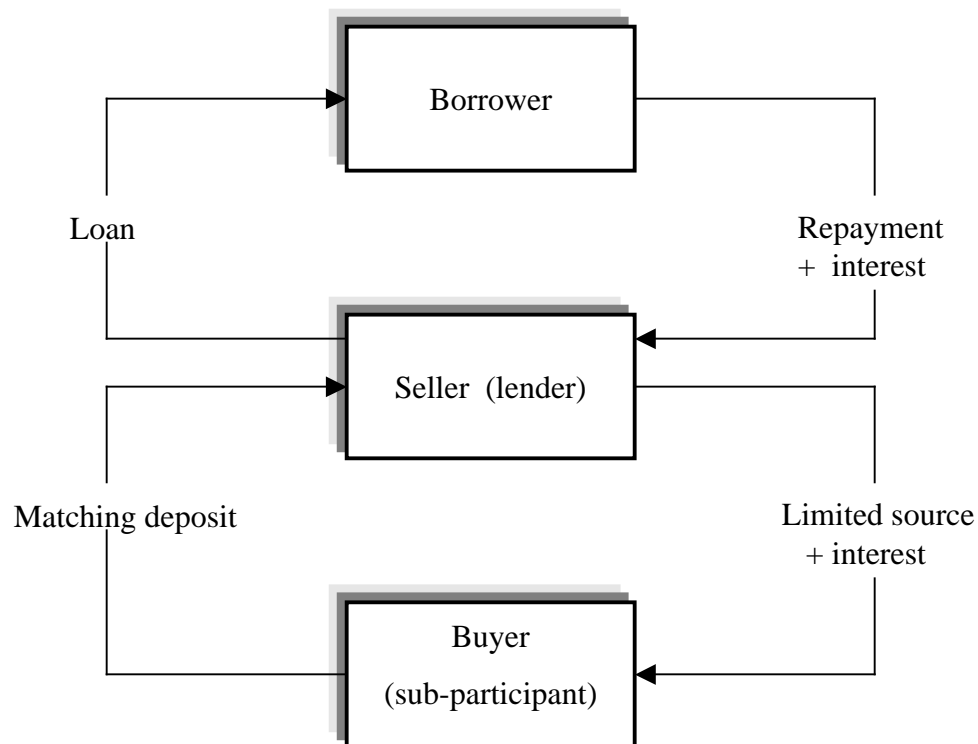 Borrower
Loan
Repayment
+ interest
Seller (lender)
Matching deposit
Limited source
+ interest
Buyer
(sub-participant)